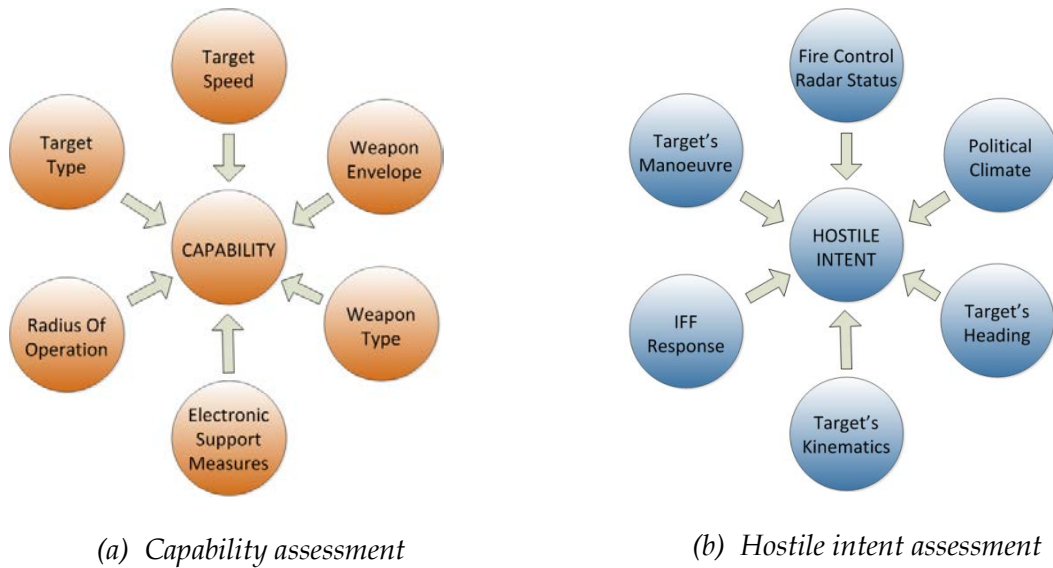 Target
Speed
Target
Type
Weapon
Envelope
CAPABILITY
Radius Of
Operation
Weapon
Type
Electronic
Support
Measures
(a) Capability assessment
Fire Control
Radar Status
Target's
Manoeuvre
Political
Climate
HOSTILE
INTENT
IFF
Response
Target's
Heading
Target's
Kinematics
(b) Hostile intent assessment